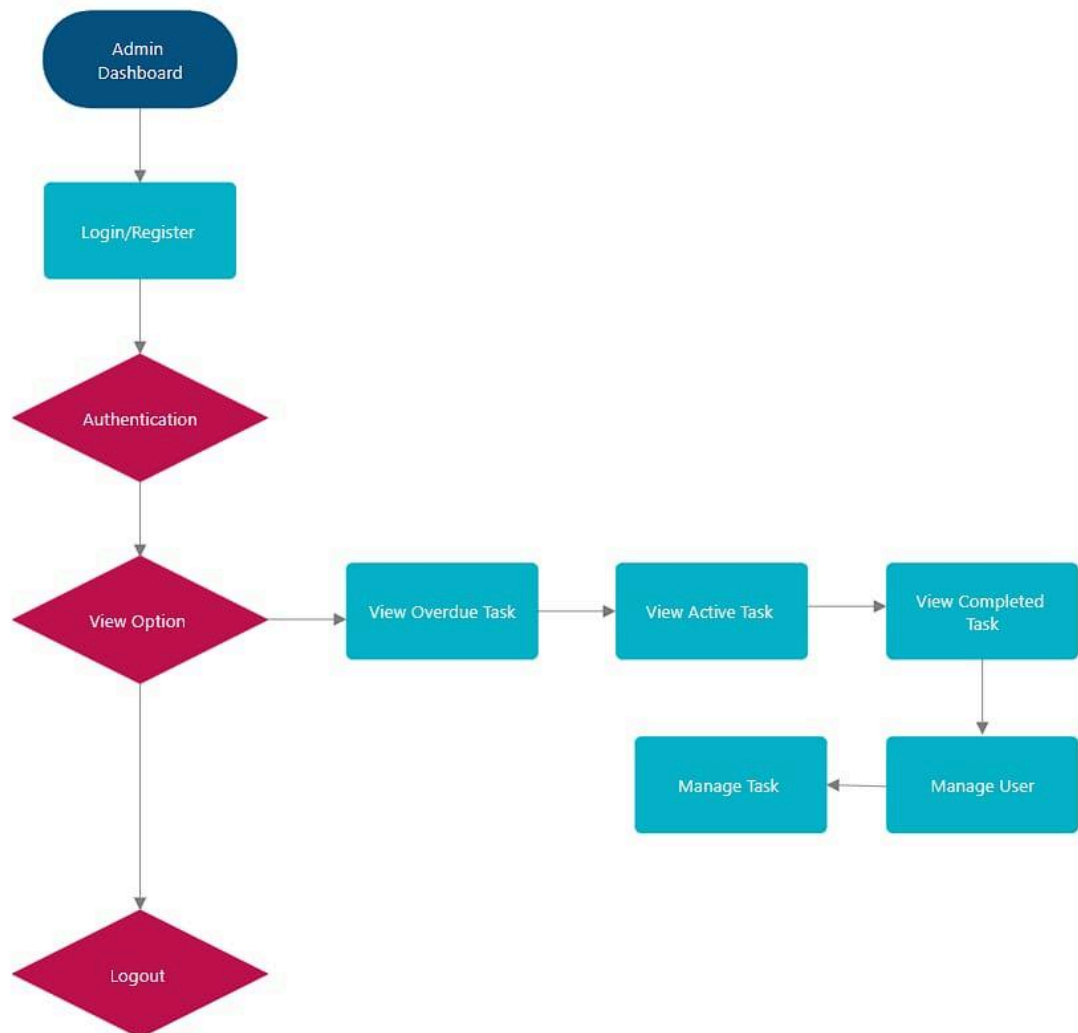 Admin
Dashboard
Login/Register
Authentication
View Option
View Overdue Task
View Active Task
View Completed
Task
Manage Task
Manage User
Logout